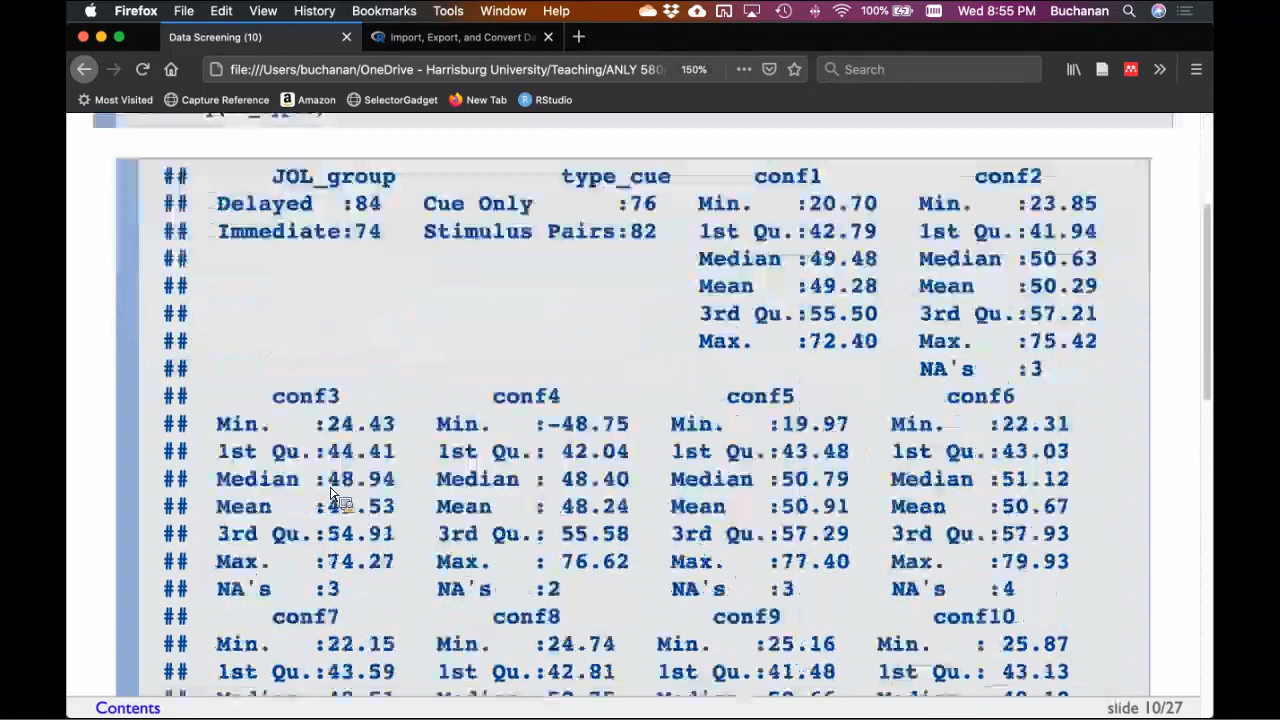 Firefox File Edit View History Bookmarks Tools Window Help 100% Wed 8:55 PM Buchanan
Data Screening (10) Import, Export, and Convert Da
file:///Users/buchanan/OneDrive - Harrisburg University/Teaching/ANLY 580 150% Search
Most Visited Capture Reference Amazon SelectorGadget New Tab RStudio
## JOL_group type_cue conf1 conf2
## Delayed :84 Cue Only :76 Min. :20.70 Min. :23.85
## Immediate:74 Stimulus Pairs:82 1st Qu.:42.79 1st Qu.:41.94
## Median :49.48 Median :50.63
## Mean :49.28 Mean :50.29
## 3rd Qu.:55.50 3rd Qu.:57.21
## Max. :72.40 Max. :75.42
## NA's :3
## conf3 conf4 conf5 conf6
## Min. :24.43 Min. :-48.75 Min. :19.97 Min. :22.31
## 1st Qu.:44.41 1st Qu.: 42.04 1st Qu.:43.48 1st Qu.:43.03
## Median :48.94 Median : 48.40 Median :50.79 Median :51.12
## Mean Mean : 48.24 Mean :50.91 Mean :50.67
## 3rd Qu.:54.91 3rd Qu.: 55.58 3rd Qu.:57.29 3rd Qu.:57.93
## Max. :74.27 Max. : 76.62 Max. :77.40 Max. :79.93
## NA's :3 NA's :2 NA's :3 NA's :4
## conf7 conf8 conf9 conf10
## Min. :22.15 Min. :24.74 Min. :25.16 Min. : 25.87
## 1st Qu.:43.59 1st Qu.:42.81 1st Qu.:41.48 1st Qu.: 43.13
Contents slide 10/27